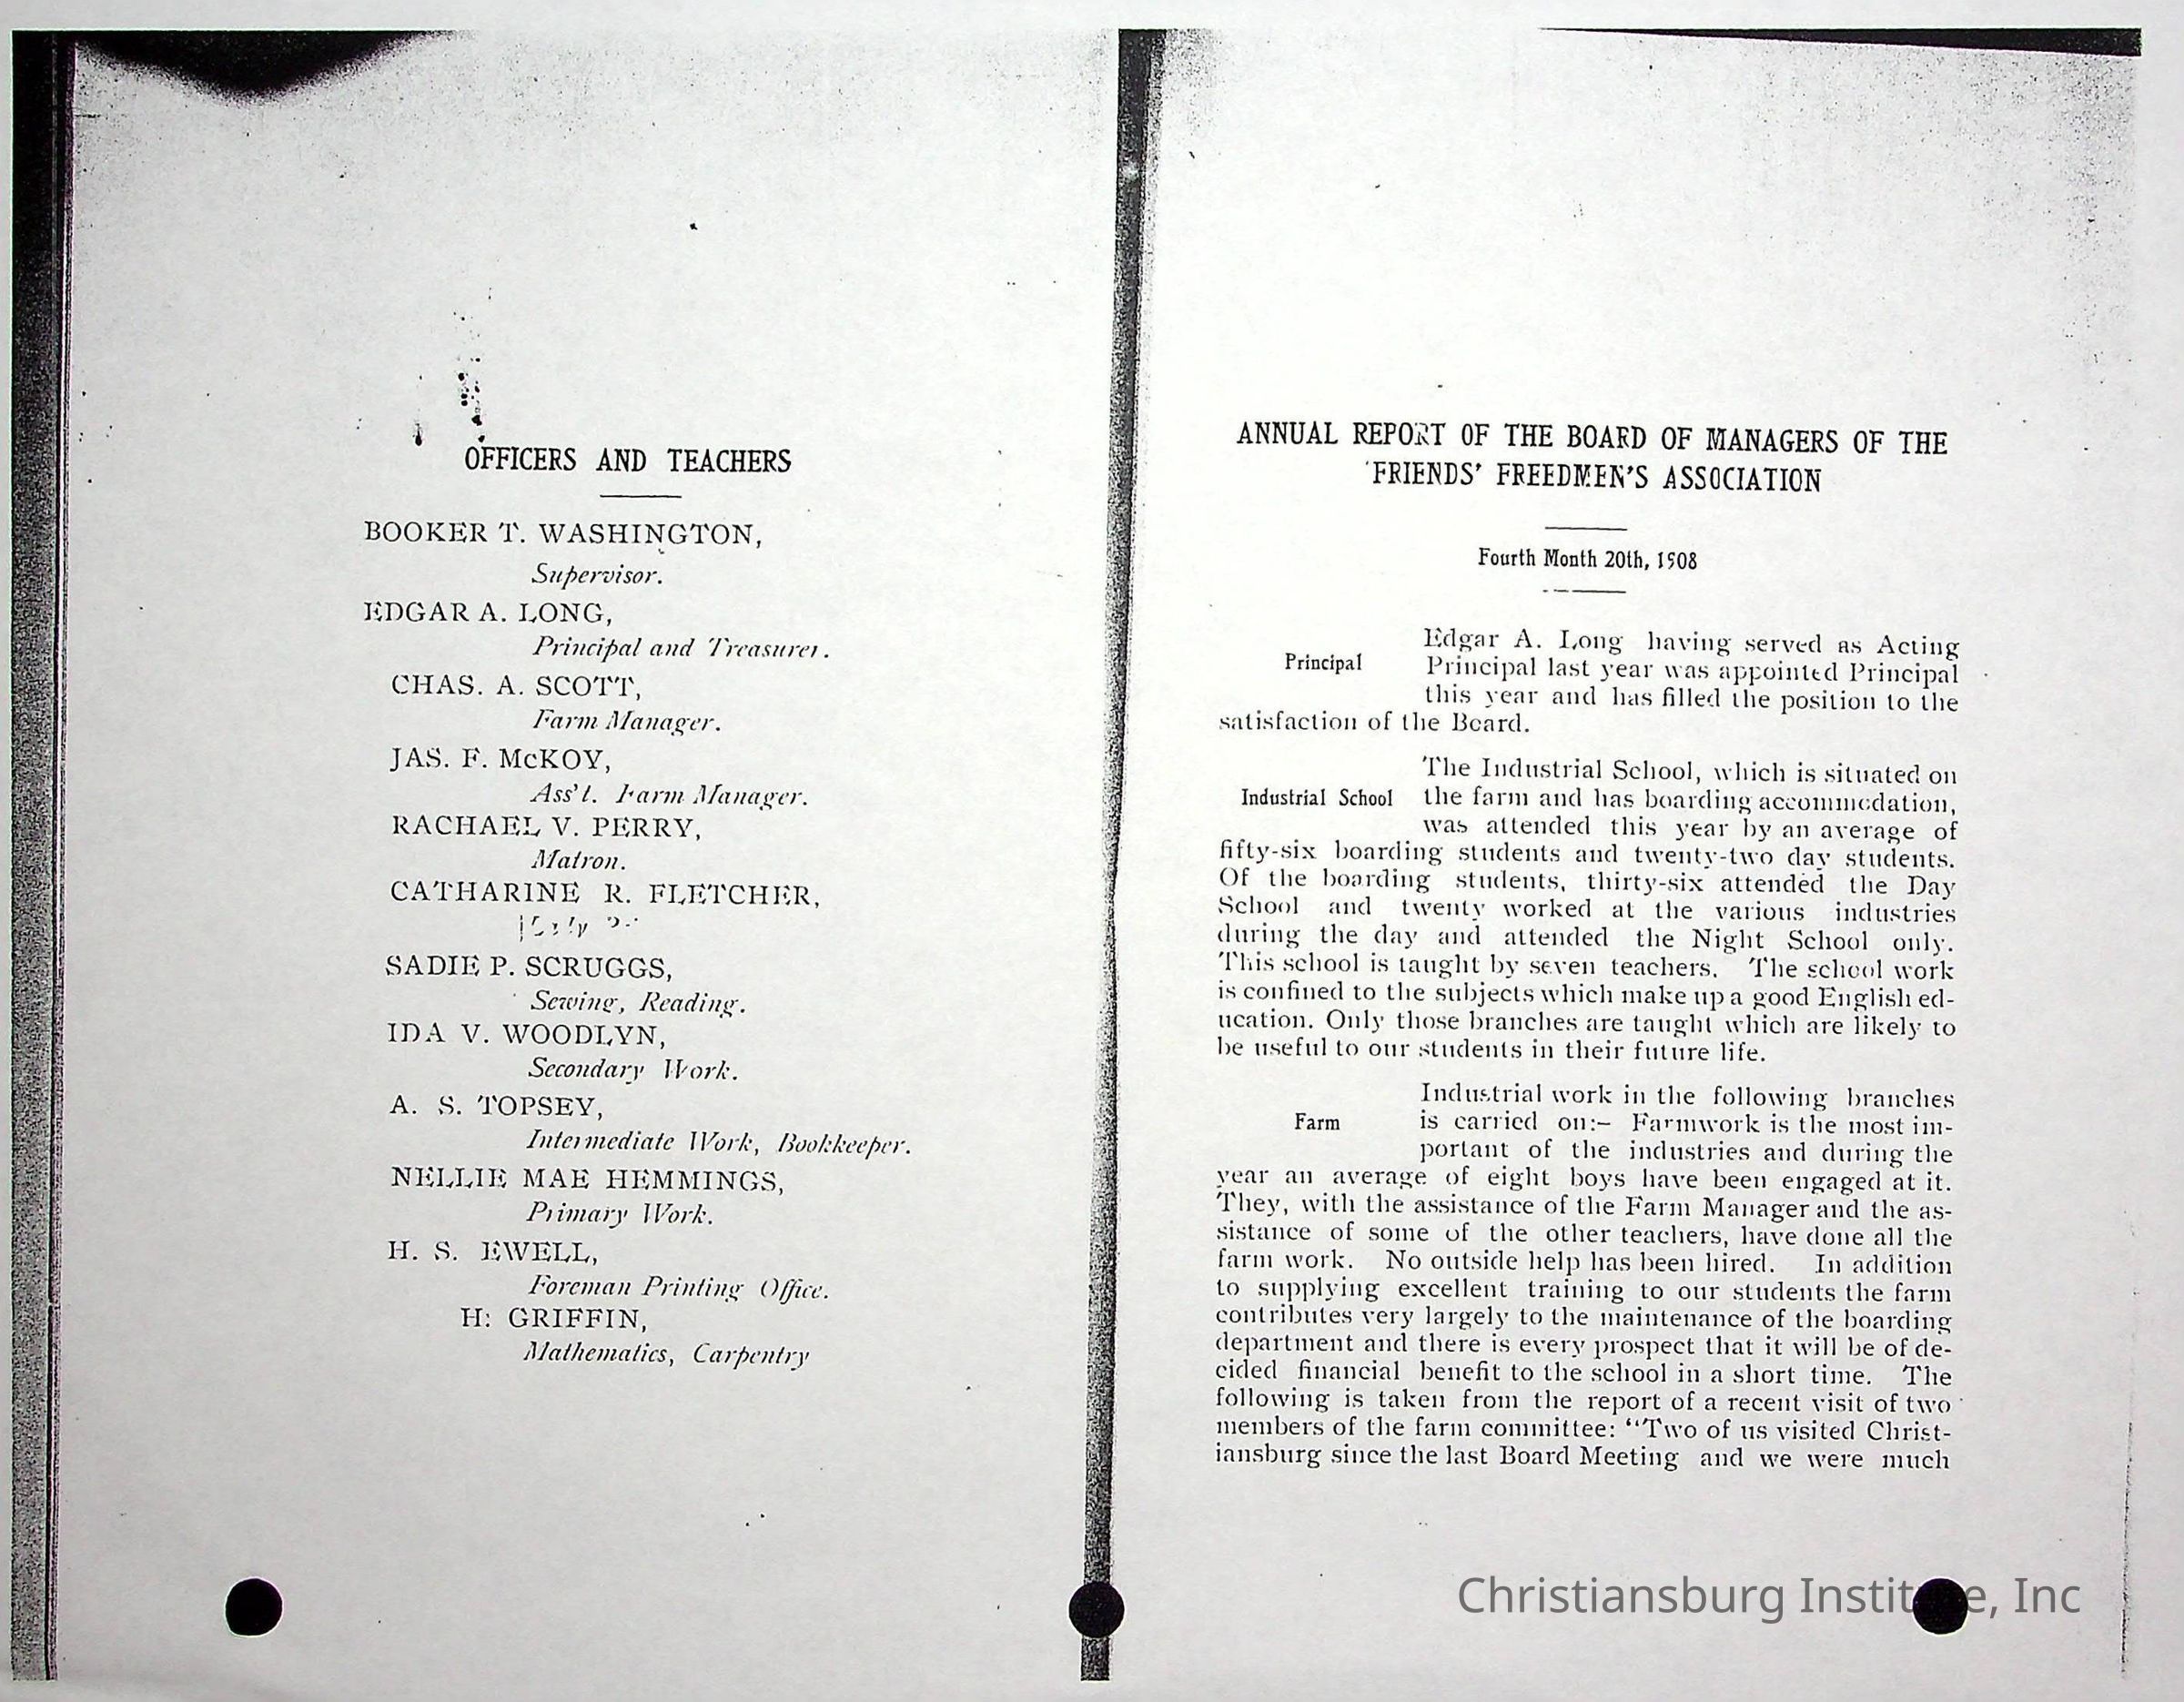 OFFICERS AND TEACHERS
BOOKER T. WASHINGTON,
Supervisor.
EDGAR A. LONG,
Principal and Treasurer.
CHAS. A. SCOTT,
Farm Manager.
JAS. F. McKOY,
Ass't. Farm Manager.
RACHAEL V. PERRY,
Matron.
CATHARINE R. FLETCHER,
SADIE P. SCRUGGS,
Sewing, Reading.
IDA V. WOODLYN,
Secondary Work.
A. S. TOPSEY,
Intermediate Work, Bookkeeper.
NELLIE MAE HEMMINGS,
Primary Work.
H. S. EWELL,
Foreman Printing Office.
H: GRIFFIN,
Mathematics, Carpentry
ANNUAL REPORT OF THE BOARD OF MANAGERS OF THE
FRIENDS' FREEDMEN'S ASSOCIATION
Fourth Month 20th, 1908
Edgar A. Long having served as Acting
Principal Principal last year was appointed Principal
this year and has filled the position to the
satisfaction of the Board.
The Industrial School, which is situated on
Industrial School the farm and has boarding accommodation,
was attended this year by an average of
fifty-six boarding students and twenty-two day students.
Of the boarding students, thirty-six attended the Day
School and twenty worked at the various industries
during the day and attended the Night School only.
This school is taught by seven teachers. The school work
is confined to the subjects which make up a good English ed-
ucation. Only those branches are taught which are likely to
be useful to our students in their future life.
Industrial work in the following branches
Farm is carried on:– Farmwork is the most im-
portant of the industries and during the
year an average of eight boys have been engaged at it.
They, with the assistance of the Farm Manager and the as-
sistance of some of the other teachers, have done all the
farm work. No outside help has been hired. In addition
to supplying excellent training to our students the farm
contributes very largely to the maintenance of the boarding
department and there is every prospect that it will be of de-
cided financial benefit to the school in a short time. The
following is taken from the report of a recent visit of two
members of the farm committee: "Two of us visited Christ-
iansburg since the last Board Meeting and we were much
Christiansburg Institute, Inc